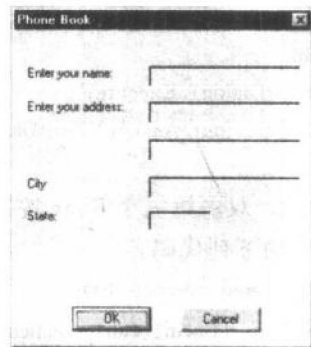 Phone Book
Enter your name:
Enter your address:
City
State:
OK
Cancel